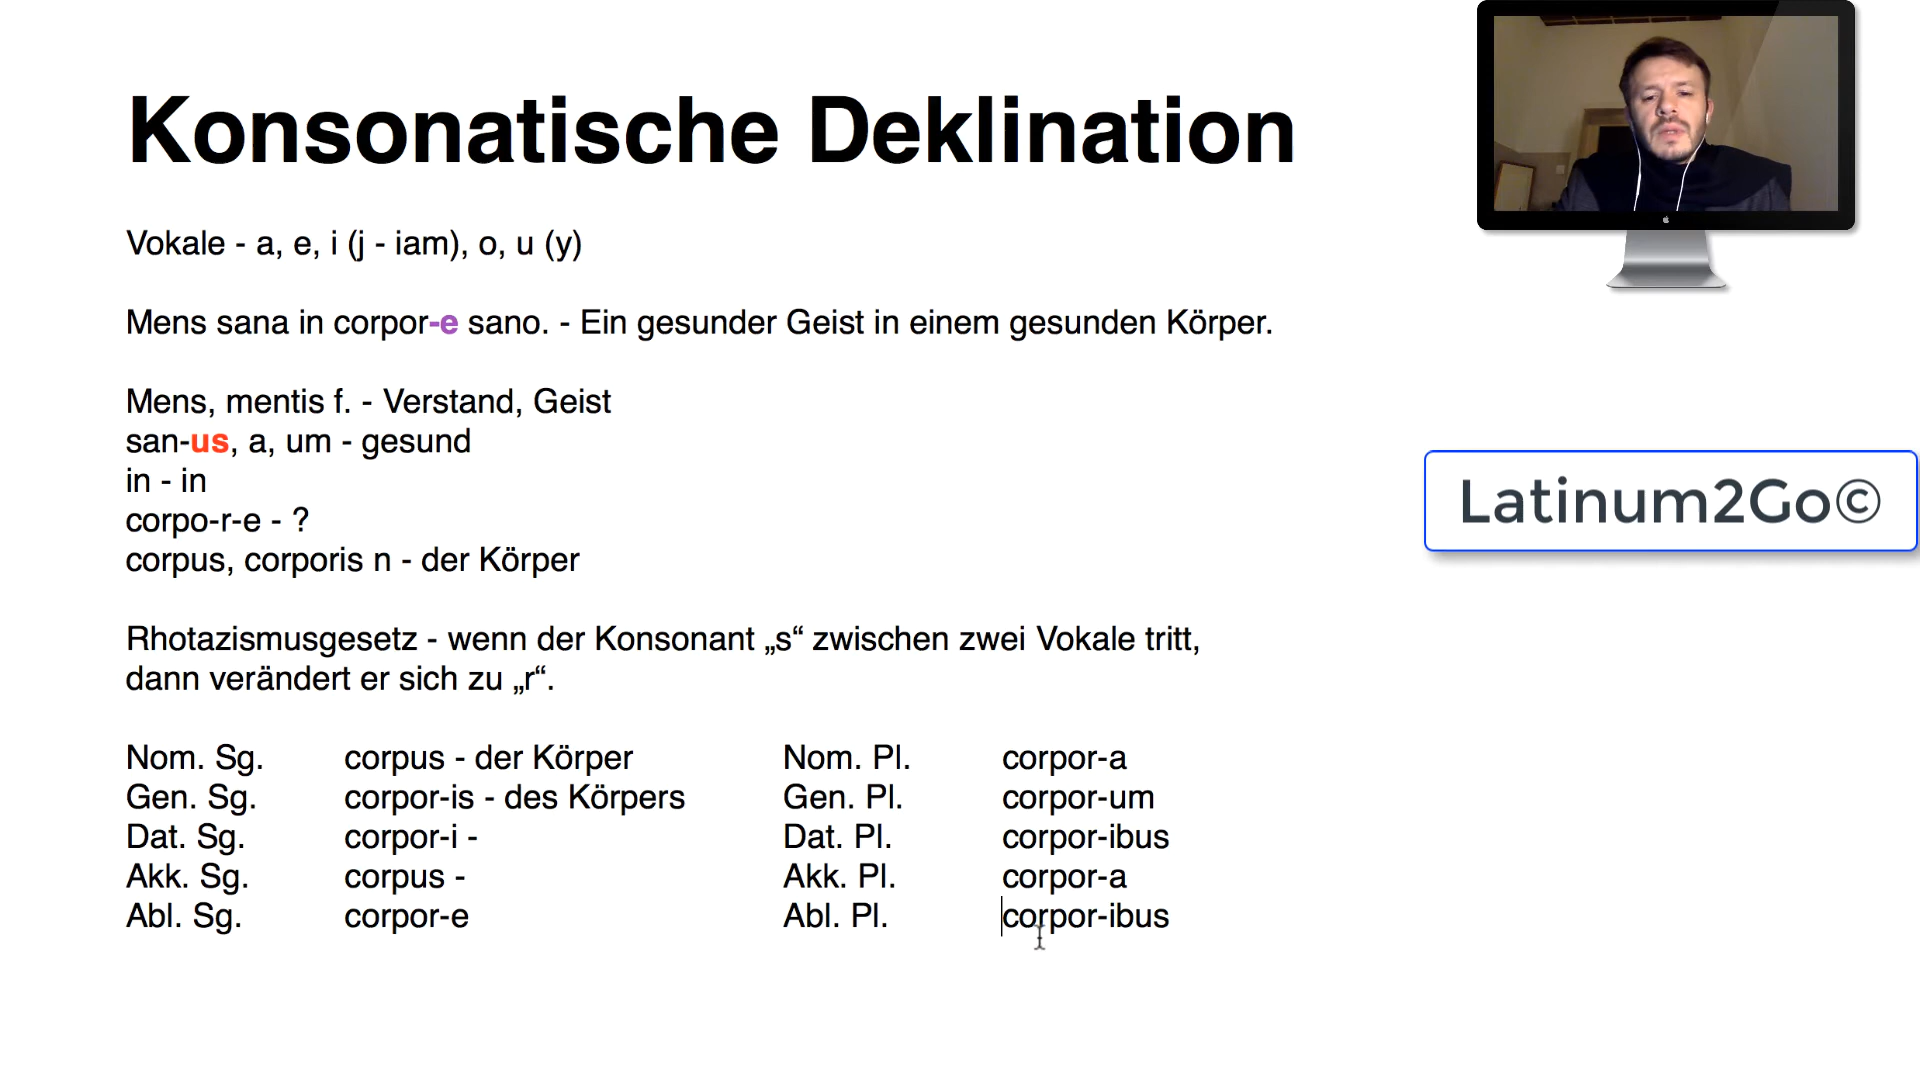 Konsonatische Deklination
Vokale - a, e, i (j - iam), o, u (y)
Mens sana in corpor-e sano. - Ein gesunder Geist in einem gesunden Körper.
Mens, mentis f. - Verstand, Geist
san-us, a, um - gesund
in - in
corpo-r-e - ?
corpus, corporis n - der Körper
Rhotazismusgesetz - wenn der Konsonant „s“ zwischen zwei Vokale tritt,
dann verändert er sich zu „r“.
Nom. Sg. corpus - der Körper Nom. Pl. corpor-a
Gen. Sg. corpor-is - des Körpers Gen. Pl. corpor-um
Dat. Sg. corpor-i - Dat. Pl. corpor-ibus
Akk. Sg. corpus - Akk. Pl. corpor-a
Abl. Sg. corpor-e Abl. Pl. corpor-ibus
Latinum2Go©